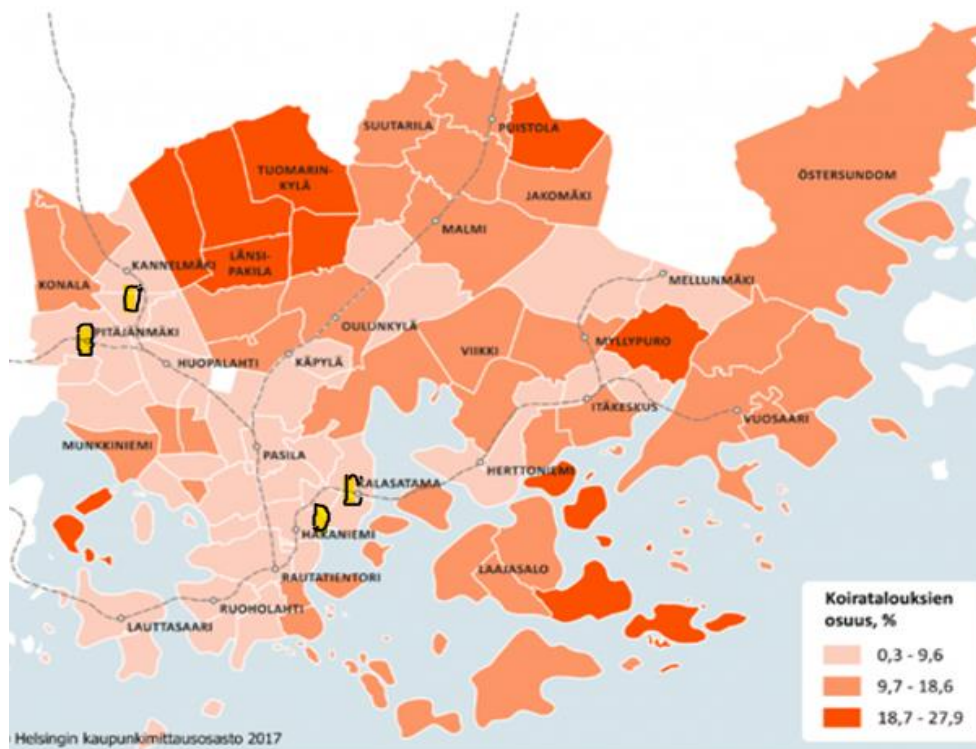 SUUTARILA
PUISTOLA
TUOMARIN-
KYLÄ
ÖSTERSUNDOM
JAKOMÄKI
MALMI
LÄNSI-
PAKILA
KANNELMÄKI
KONALA
MELLUNMÄKI
OULUNKYLÄ
PITÄJÄNMÄKI
MYLLYPURO
VIIKKI
HUOPALAHTI
KÄPYLÄ
ITÄKESKUS
VUOSAARI
MUNKKINIEMI
PASILA
HERTTONIEMI
ALASATAMA
HAKANIEMI
LAAJASALO
RAUTATIENTORI
RUOHOLAHTI
LAUTTASAARI
Koiratalouksien
osuus, %
0,3 - 9,6
9,7 - 18,6
18,7 - 27,9
Helsingin kaupunkimittausosasto 2017